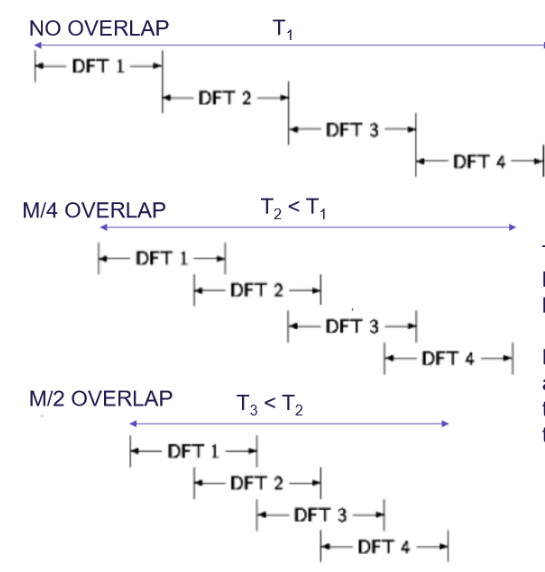 NO OVERLAP T₁
DFT 1
DFT 2
DFT 3
DFT 4
M/4 OVERLAP T₂ < T₁
DFT 1
DFT 2
DFT 3
DFT 4
M/2 OVERLAP T₃ < T₂
DFT 1
DFT 2
DFT 3
DFT 4